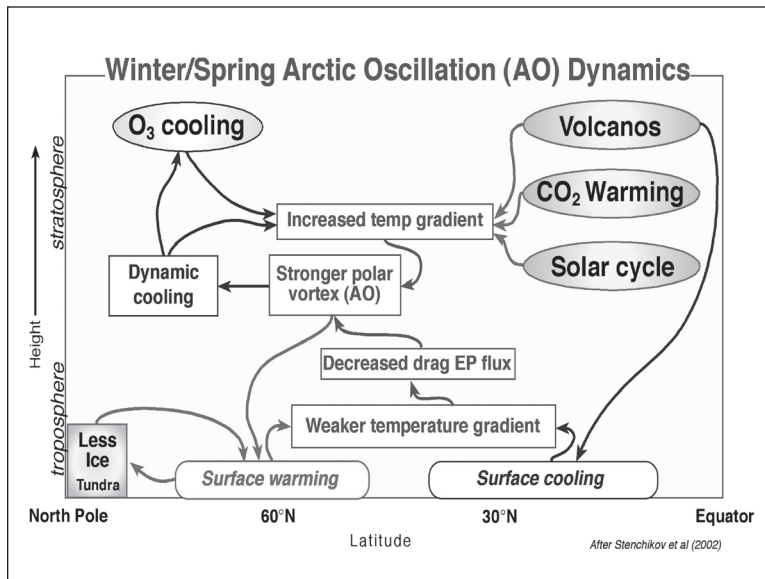 Winter/Spring Arctic Oscillation (AO) Dynamics
O₃ cooling
Volcanos
CO₂ Warming
Increased temp gradient
Solar cycle
Dynamic
cooling
Stronger polar
vortex (AO)
Decreased drag EP flux
Weaker temperature gradient
Less
Ice
Tundra
Surface warming
Surface cooling
stratosphere
Height
troposphere
North Pole
60°N
30°N
Equator
Latitude
After Stenchikov et al (2002)